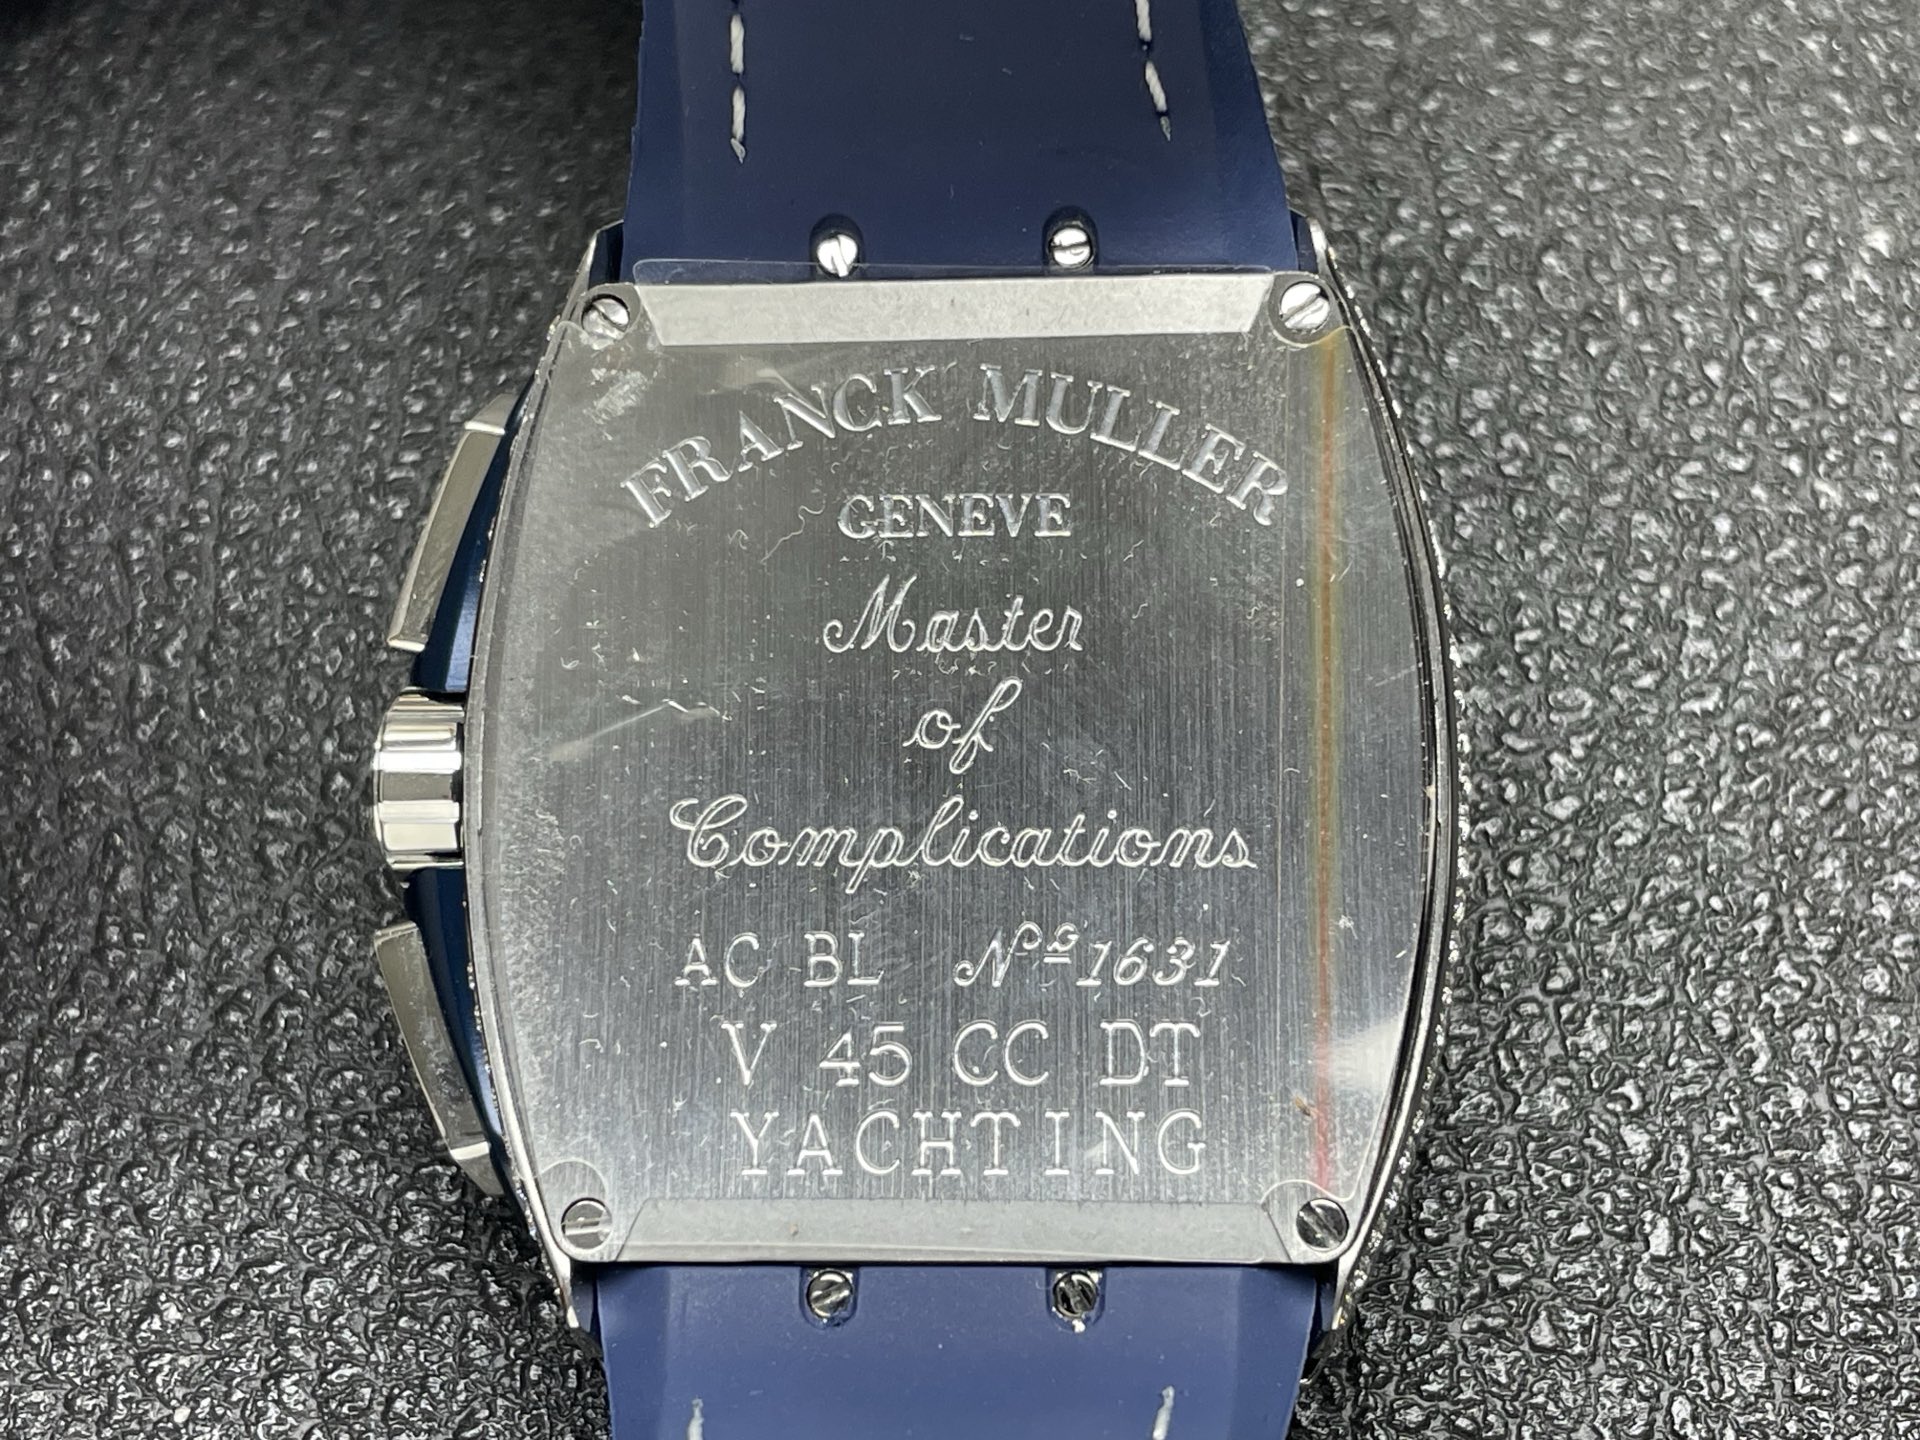 FRANCK MULLER
GENEVE
Master
of
Complications
AC BL Nº 1631
V 45 CC DT
YACHTING